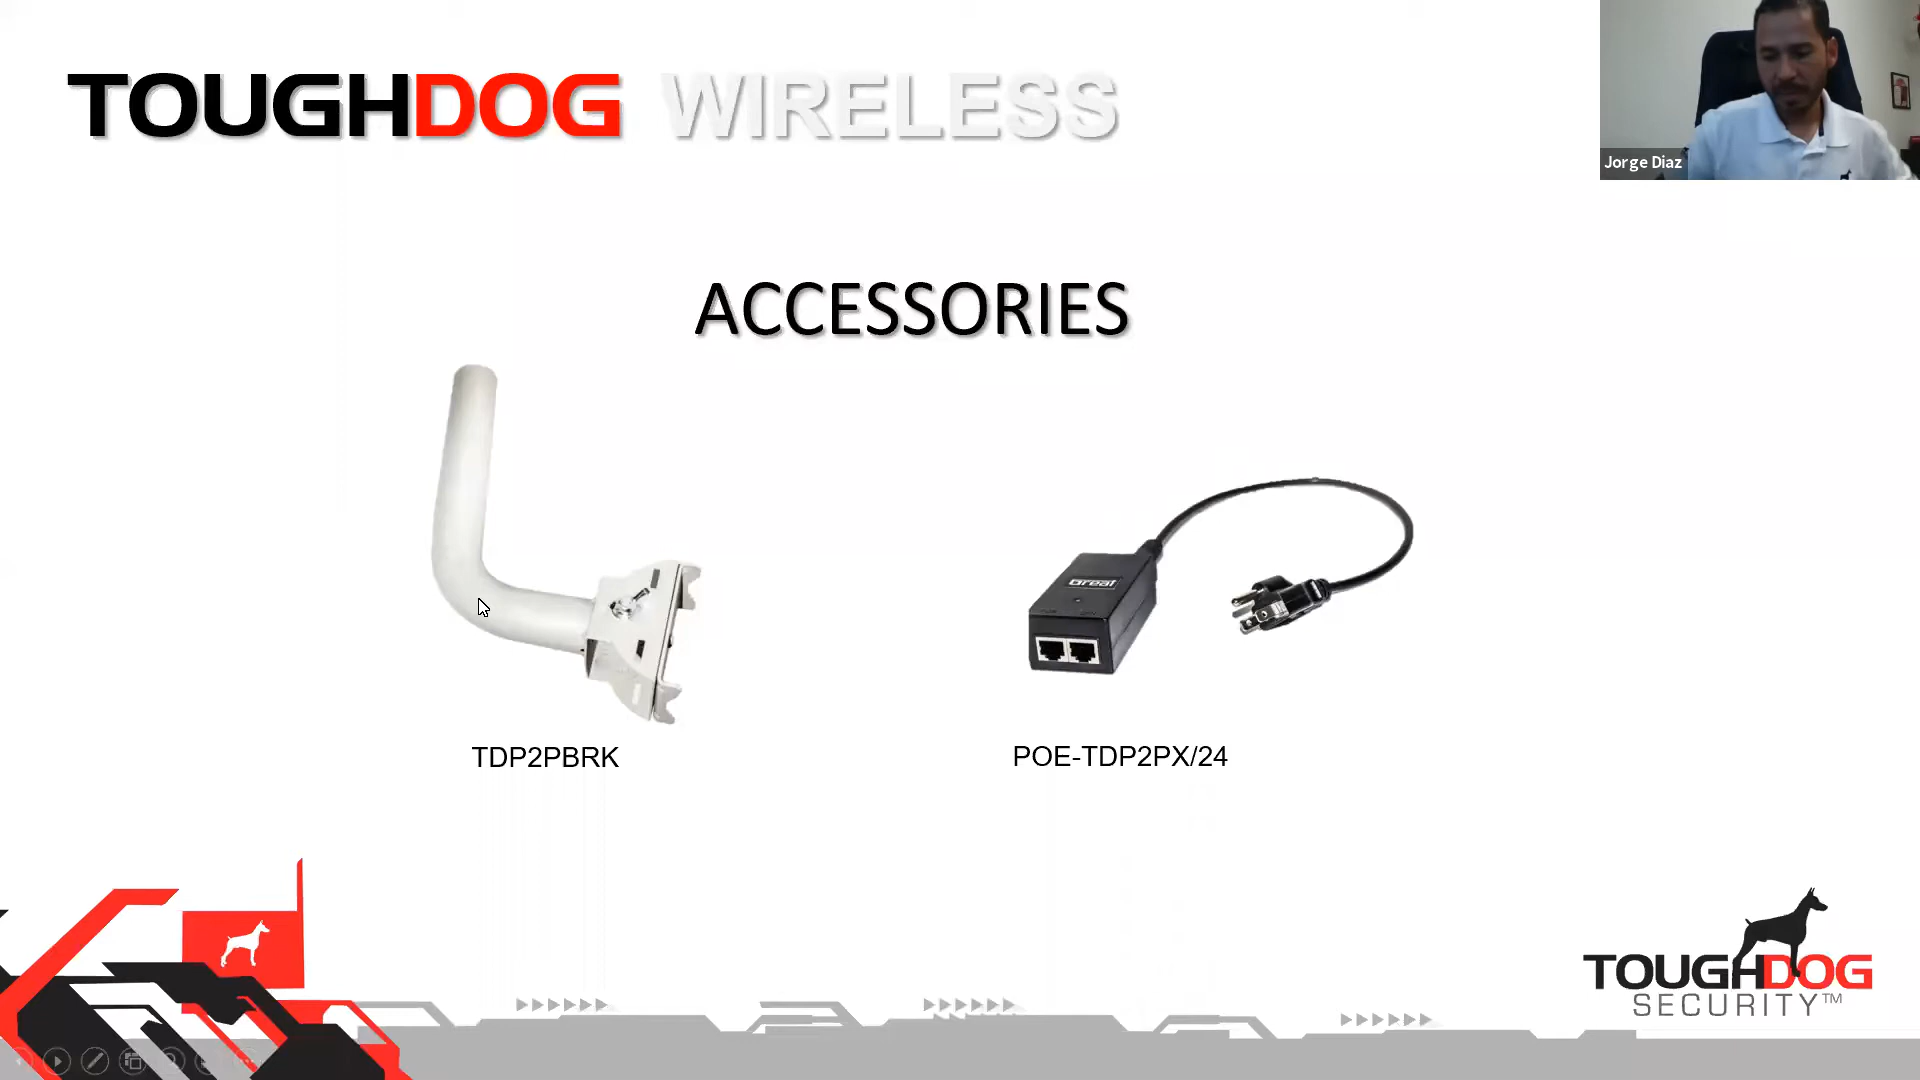 TOUGHDOG WIRELESS
Jorge Diaz
ACCESSORIES
TDP2PBRK
POE-TDP2PX/24
TOUGHDOG
SECURITY™